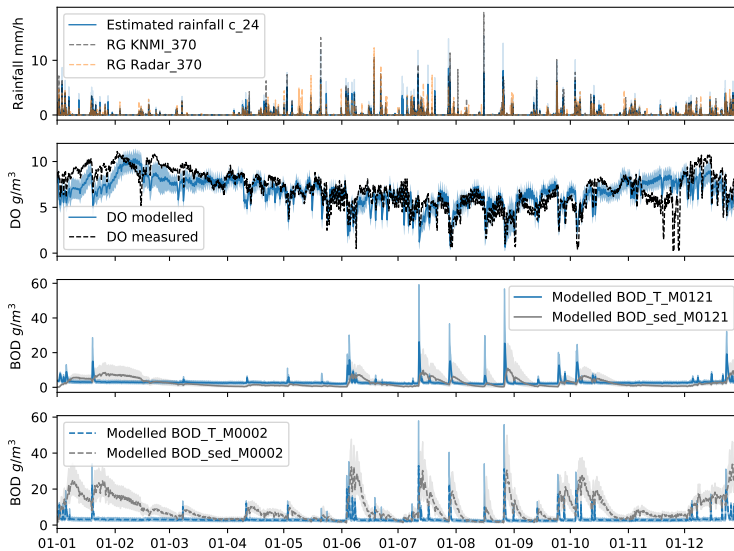 Rainfall mm/h
10
0
Estimated rainfall c_24
RG KNMI_370
RG Radar_370
DO g/m³
10
5
0
DO modelled
DO measured
BOD g/m³
60
40
20
0
Modelled BOD_T_M0121
Modelled BOD_sed_M0121
BOD g/m³
60
40
20
0
Modelled BOD_T_M0002
Modelled BOD_sed_M0002
01-01 01-02 01-03 01-04 01-05 01-06 01-07 01-08 01-09 01-10 01-11 01-12